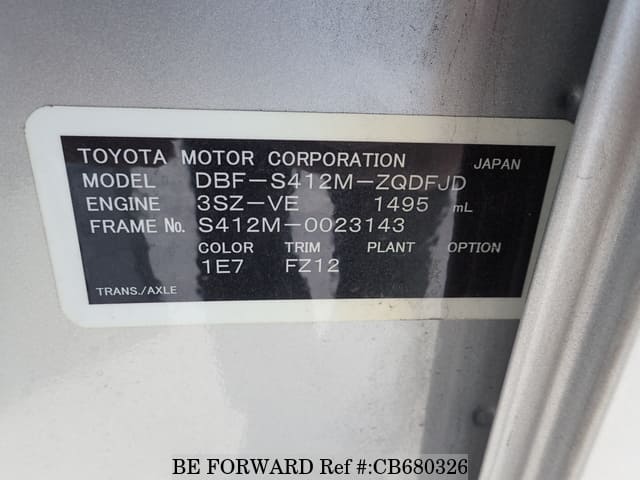 TOYOTA MOTOR CORPORATION JAPAN
MODEL DBF-S412M-ZQDFJD
ENGINE 3SZ-VE 1495 mL
FRAME No. S412M-0023143
COLOR TRIM PLANT OPTION
1E7 FZ12
TRANS./AXLE
BE FORWARD Ref #:CB680326